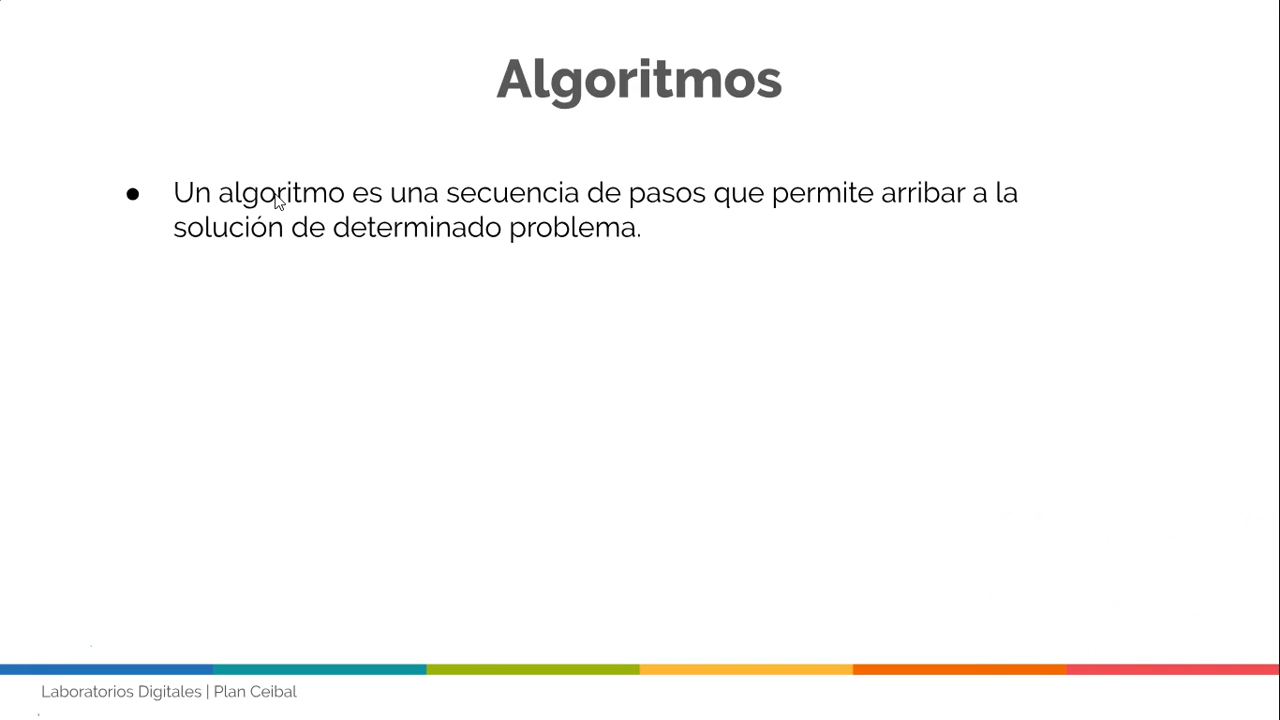 Algoritmos
● Un algoritmo es una secuencia de pasos que permite arribar a la
solución de determinado problema.
Laboratorios Digitales | Plan Ceibal